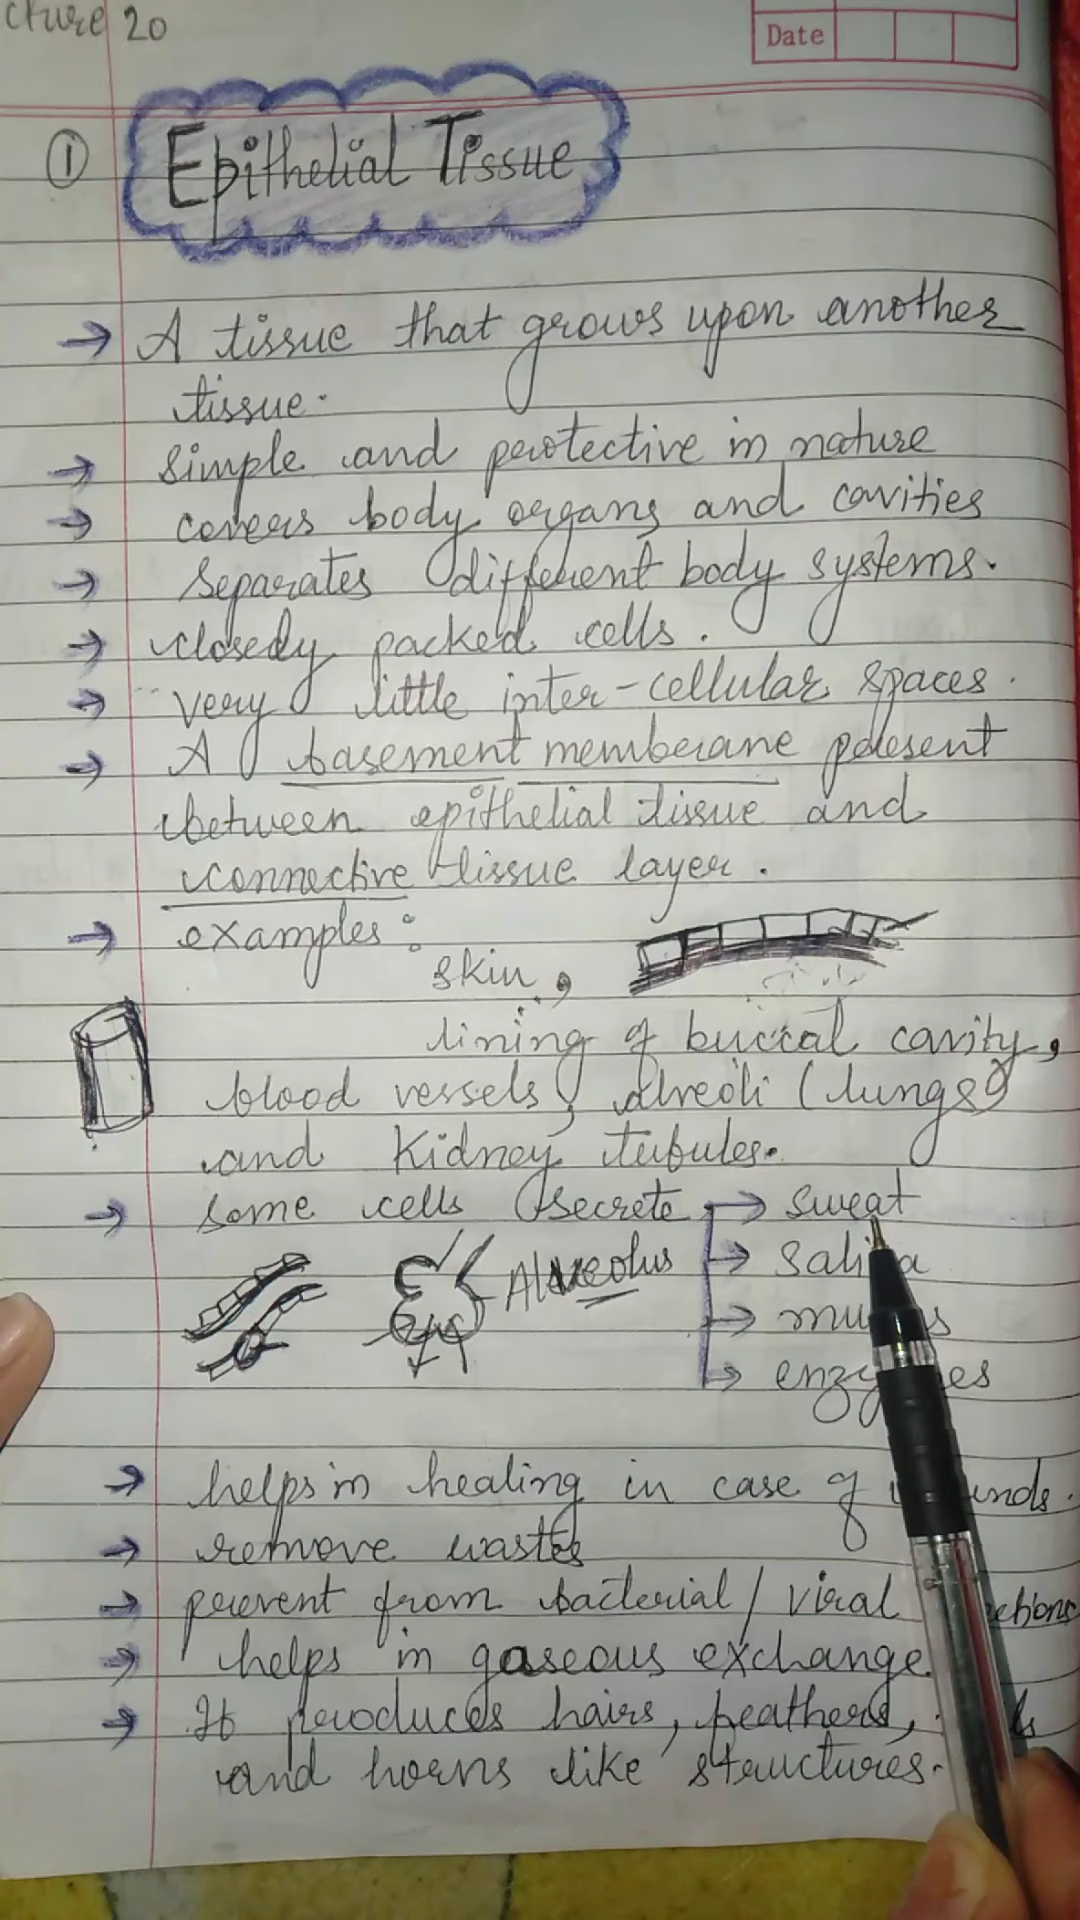 cture 20
Date
① Epithelial Tissue
→ A tissue that grows upon another
tissue.
→ simple and protective in nature
→ covers body organs and cavities
→ separates different body systems.
→ closely packed cells.
→ very little inter-cellular spaces.
→ A basement membrane present
between epithelial tissue and
connective tissue layer.
→ examples:
skin,
lining of buccal cavity,
blood vessels, alveoli (lungs)
and Kidney tubules.
→ some cells secrete → sweat
Alveolus → saliva
→ mucus
→ enzymes
→ helps in healing in case of wounds.
→ remove wastes
→ prevent from bacterial/viral
→ helps in gaseous exchange
→ It produces hairs, feathers,
and horns like structures.